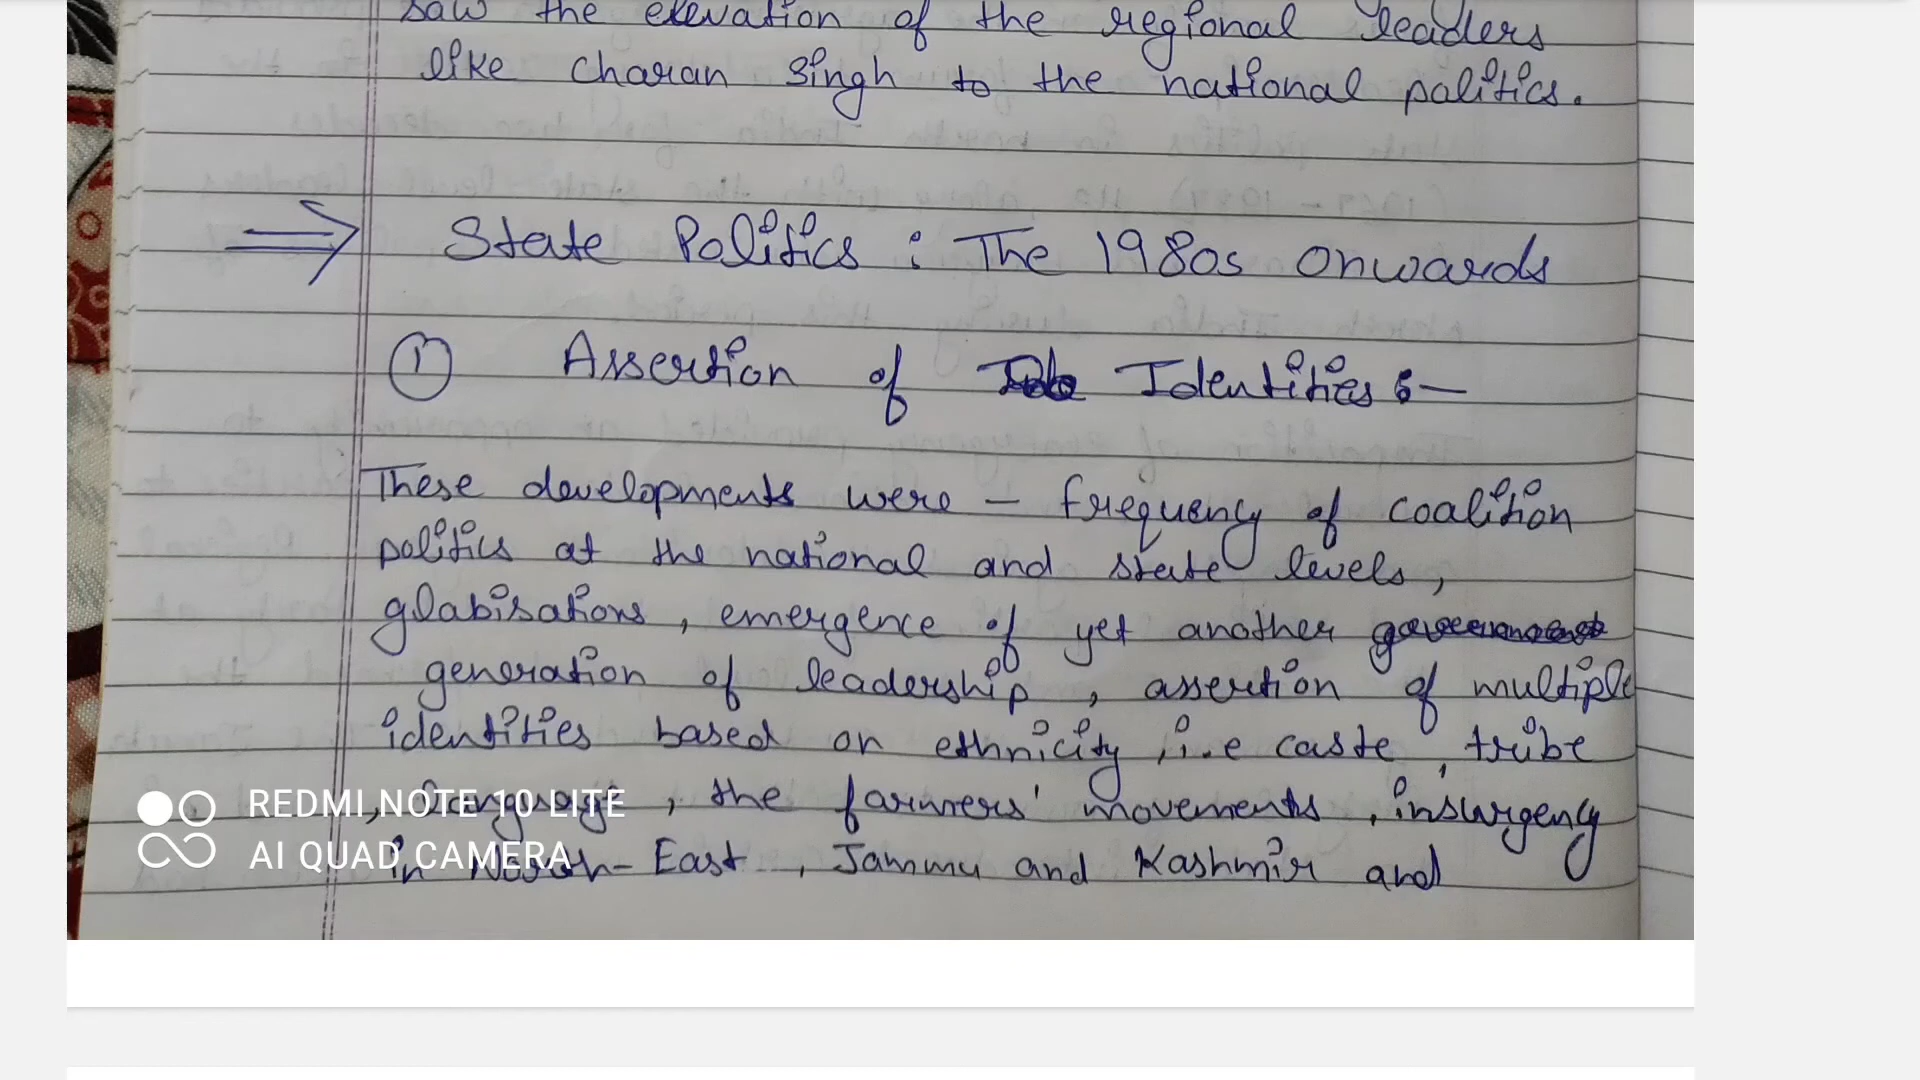 saw the elevation of the regional leaders
like Charan Singh to the national politics.
⇒ State Politics : The 1980s onwards
① Assertion of Identities :—
These developments were — frequency of coalition
politics at the national and state levels,
glabisations, emergence of yet another
generation of leadership, assertion of multiple
identities based on ethnicity, i.e caste, tribe
, language, the farmers' movements, insurgency
in North-East, Jammu and Kashmir and
REDMI NOTE 10 LITE
AI QUAD CAMERA